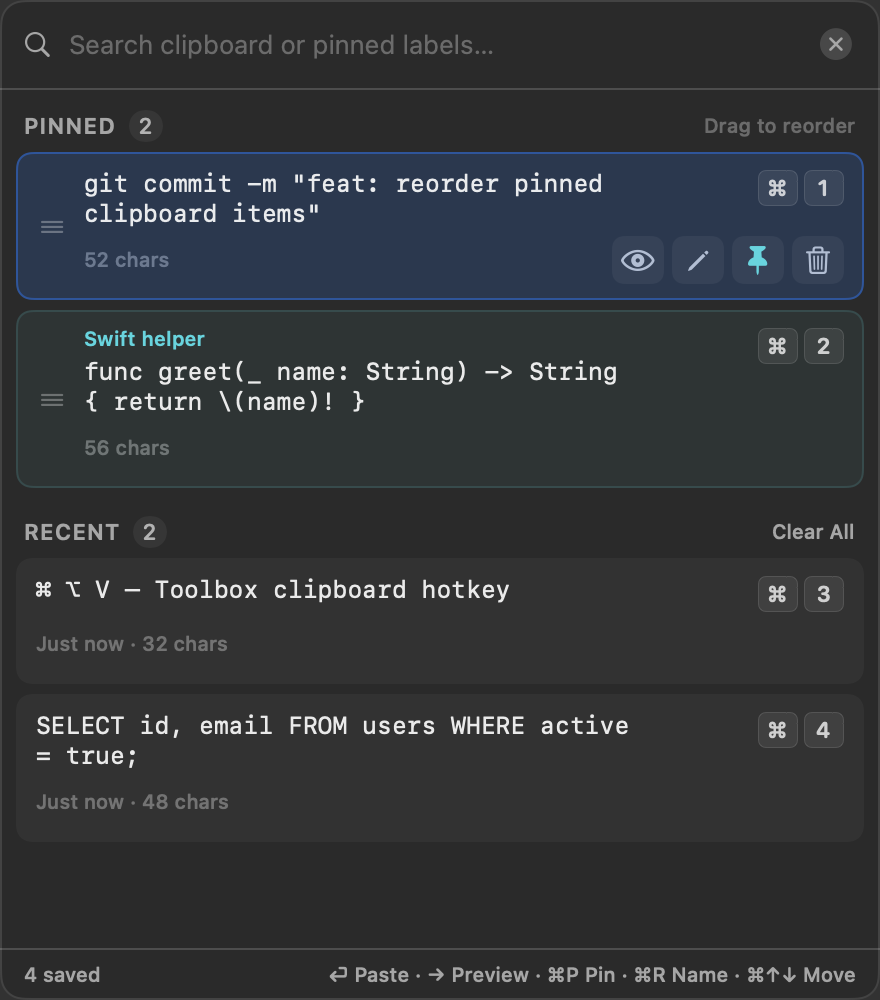 Search clipboard or pinned labels...
PINNED 2
Drag to reorder
git commit -m "feat: reorder pinned
clipboard items"
⌘ 1
52 chars
Swift helper
⌘ 2
func greet(_ name: String) -> String
{ return \(name)! }
56 chars
RECENT 2
Clear All
⌘ ⌥ V — Toolbox clipboard hotkey
⌘ 3
Just now · 32 chars
SELECT id, email FROM users WHERE active
= true;
⌘ 4
Just now · 48 chars
4 saved
⏎ Paste · → Preview · ⌘P Pin · ⌘R Name · ⌘↑↓ Move